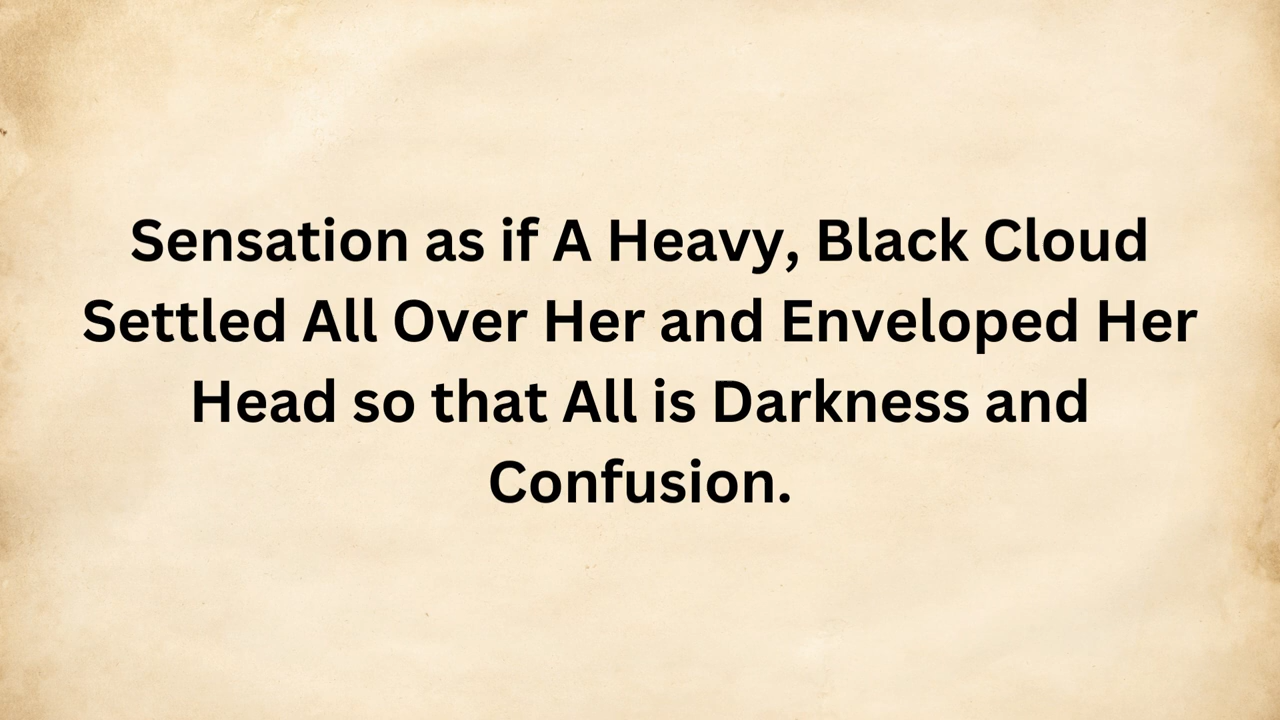 Sensation as if A Heavy, Black Cloud
Settled All Over Her and Enveloped Her
Head so that All is Darkness and
Confusion.